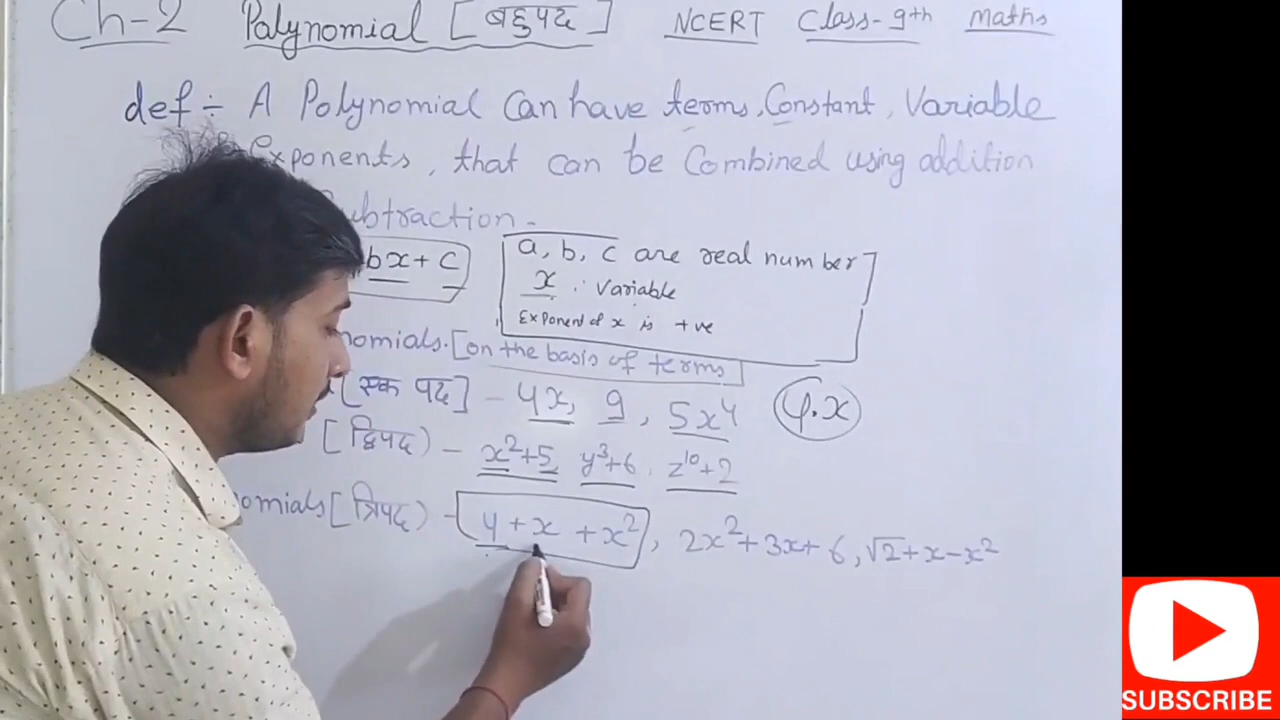 Ch-2 Polynomial [बहुपद] NCERT Class-9th Maths
def ÷ A Polynomial Can have terms, Constant, Variable
Exponents, that can be Combined using addition
Subtraction -
bx + c
a, b, c are real number
x : variable
Exponent of x is +ve
nomials. [on the basis of terms]
[एक पद] - 4x, 9, 5x⁴ 4.x
[द्विपद) - x²+5 y³+6, z¹⁰+2
nomials [त्रिपद) - 4 + x + x², 2x²+3x+6, √2+x-x²
SUBSCRIBE